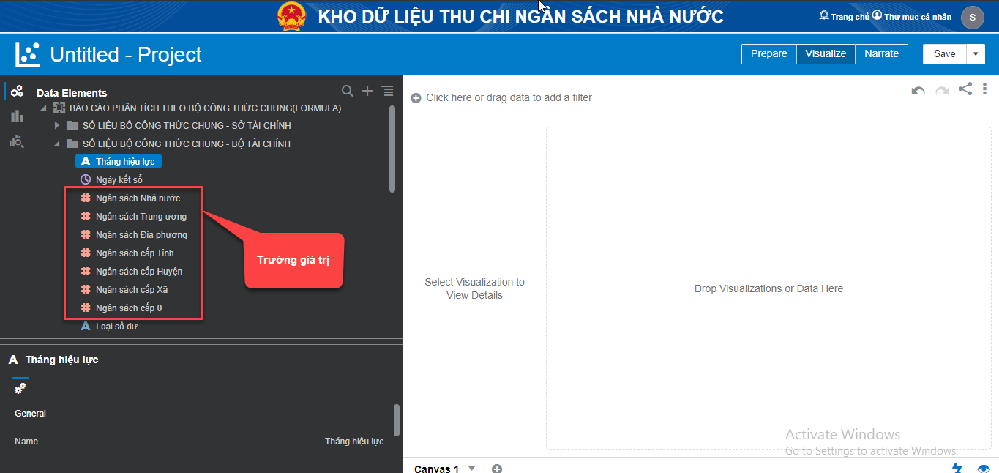 KHO DỮ LIỆU THU CHI NGÂN SÁCH NHÀ NƯỚC
Trang chủ Thư mục cá nhân S
Untitled - Project
Prepare Visualize Narrate Save
Data Elements
BÁO CÁO PHÂN TÍCH THEO BỘ CÔNG THỨC CHUNG(FORMULA)
SỐ LIỆU BỘ CÔNG THỨC CHUNG - SỞ TÀI CHÍNH
SỐ LIỆU BỘ CÔNG THỨC CHUNG - BỘ TÀI CHÍNH
A Tháng hiệu lực
Ngày kết số
Ngân sách Nhà nước
Ngân sách Trung ương
Ngân sách Địa phương
Ngân sách cấp Tỉnh
Ngân sách cấp Huyện
Ngân sách cấp Xã
Ngân sách cấp 0
A Loại số dư
Trường giá trị
A Tháng hiệu lực
General
Name Tháng hiệu lực
Click here or drag data to add a filter
Select Visualization to
View Details
Drop Visualizations or Data Here
Activate Windows
Go to Settings to activate Windows.
Canvas 1